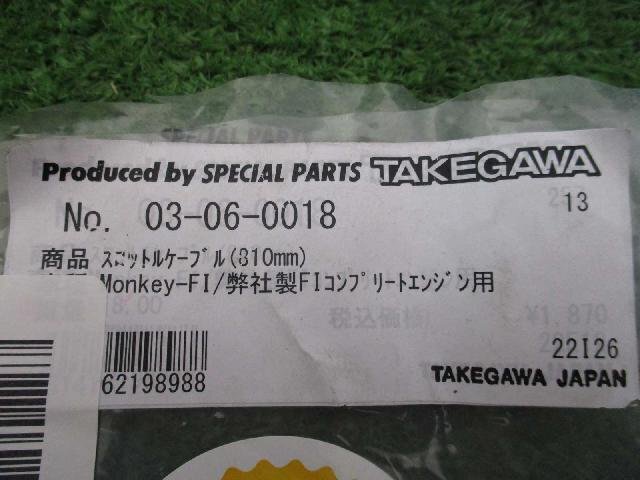 Produced by SPECIAL PARTS TAKEGAWA
No. 03-06-0018 13
商品 スロットルケーブル(810mm)
Monkey-FI/弊社製FIコンプリートエンジン用
税込価格) ¥1,870
22I26
62198988
TAKEGAWA JAPAN